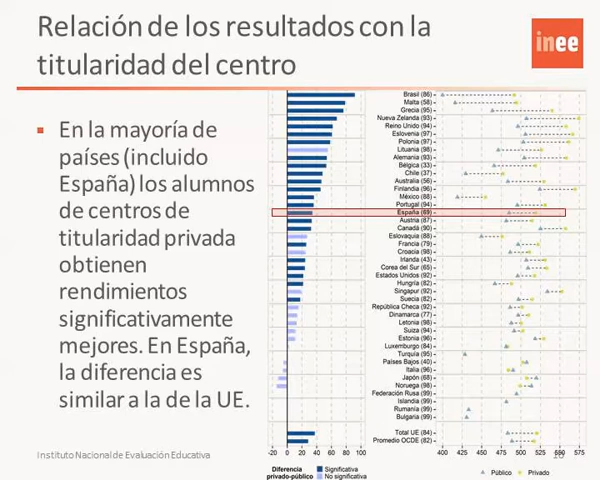 Relación de los resultados con la
titularidad del centro
inee
En la mayoría de
países (incluido
España) los alumnos
de centros de
titularidad privada
obtienen
rendimientos
significativamente
mejores. En España,
la diferencia es
similar a la de la UE.
Brasil (86)
Malta (58)
Grecia (95)
Nueva Zelanda (93)
Reino Unido (94)
Eslovenia (97)
Polonia (97)
Lituania (98)
Alemania (93)
Bélgica (33)
Chile (37)
Australia (56)
Finlandia (96)
México (88)
Portugal (94)
España (69)
Austria (87)
Canadá (90)
Eslovaquia (88)
Francia (79)
Croacia (98)
Irlanda (43)
Corea del Sur (65)
Estados Unidos (92)
Hungría (82)
Singapur (92)
Suecia (82)
República Checa (92)
Dinamarca (77)
Letonia (98)
Suiza (94)
Estonia (96)
Luxemburgo (84)
Turquía (95)
Países Bajos (40)
Italia (96)
Japón (68)
Noruega (98)
Federación Rusa (99)
Islandia (99)
Rumanía (99)
Bulgaria (99)
Total UE (84)
Promedio OCDE (82)
-20 0 20 40 60 80 100
400 425 450 475 500 525 550 575
Diferencia
privado-público
Significativa
No significativa
Público
Privado
Instituto Nacional de Evaluación Educativa